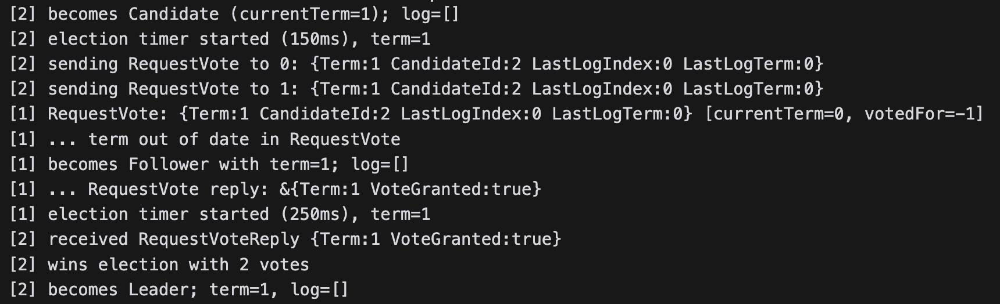 [2] becomes Candidate (currentTerm=1); log=[]
[2] election timer started (150ms), term=1
[2] sending RequestVote to 0: {Term:1 CandidateId:2 LastLogIndex:0 LastLogTerm:0}
[2] sending RequestVote to 1: {Term:1 CandidateId:2 LastLogIndex:0 LastLogTerm:0}
[1] RequestVote: {Term:1 CandidateId:2 LastLogIndex:0 LastLogTerm:0} [currentTerm=0, votedFor=-1]
[1] ... term out of date in RequestVote
[1] becomes Follower with term=1; log=[]
[1] ... RequestVote reply: &{Term:1 VoteGranted:true}
[1] election timer started (250ms), term=1
[2] received RequestVoteReply {Term:1 VoteGranted:true}
[2] wins election with 2 votes
[2] becomes Leader; term=1, log=[]